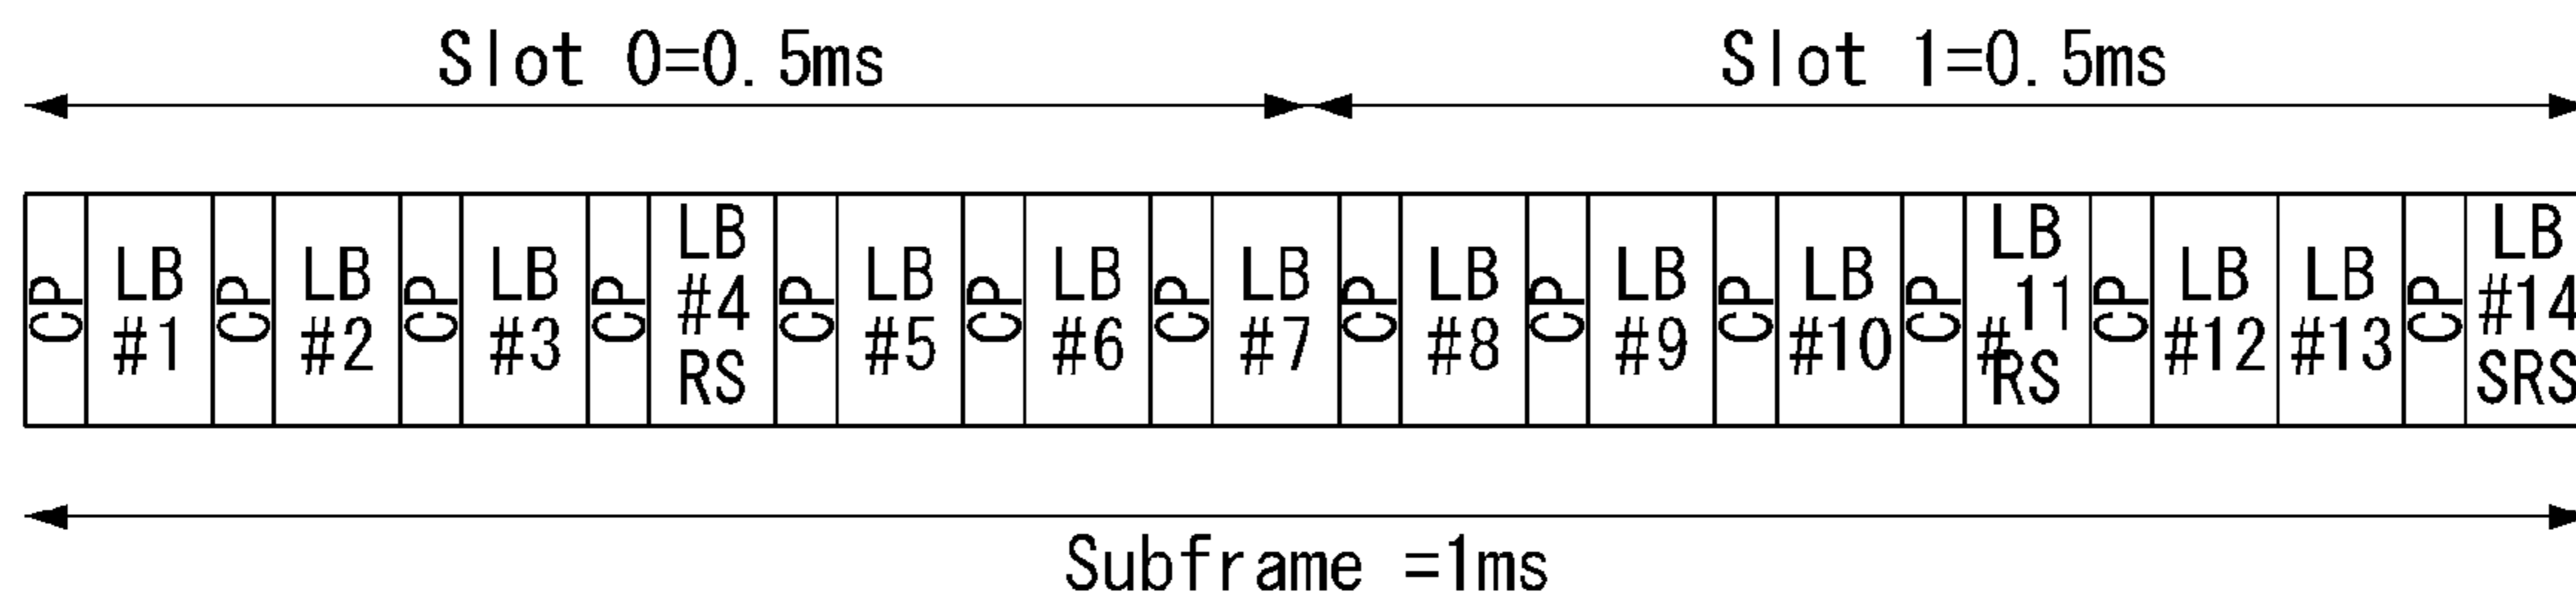 Slot 0=0.5ms
Slot 1=0.5ms
CP
LB
#1
CP
LB
#2
CP
LB
#3
CP
LB
#4
RS
CP
LB
#5
CP
LB
#6
CP
LB
#7
CP
LB
#8
CP
LB
#9
CP
LB
#10
CP
LB
#11
RS
CP
LB
#12
LB
#13
CP
LB
#14
SRS
Subframe =1ms